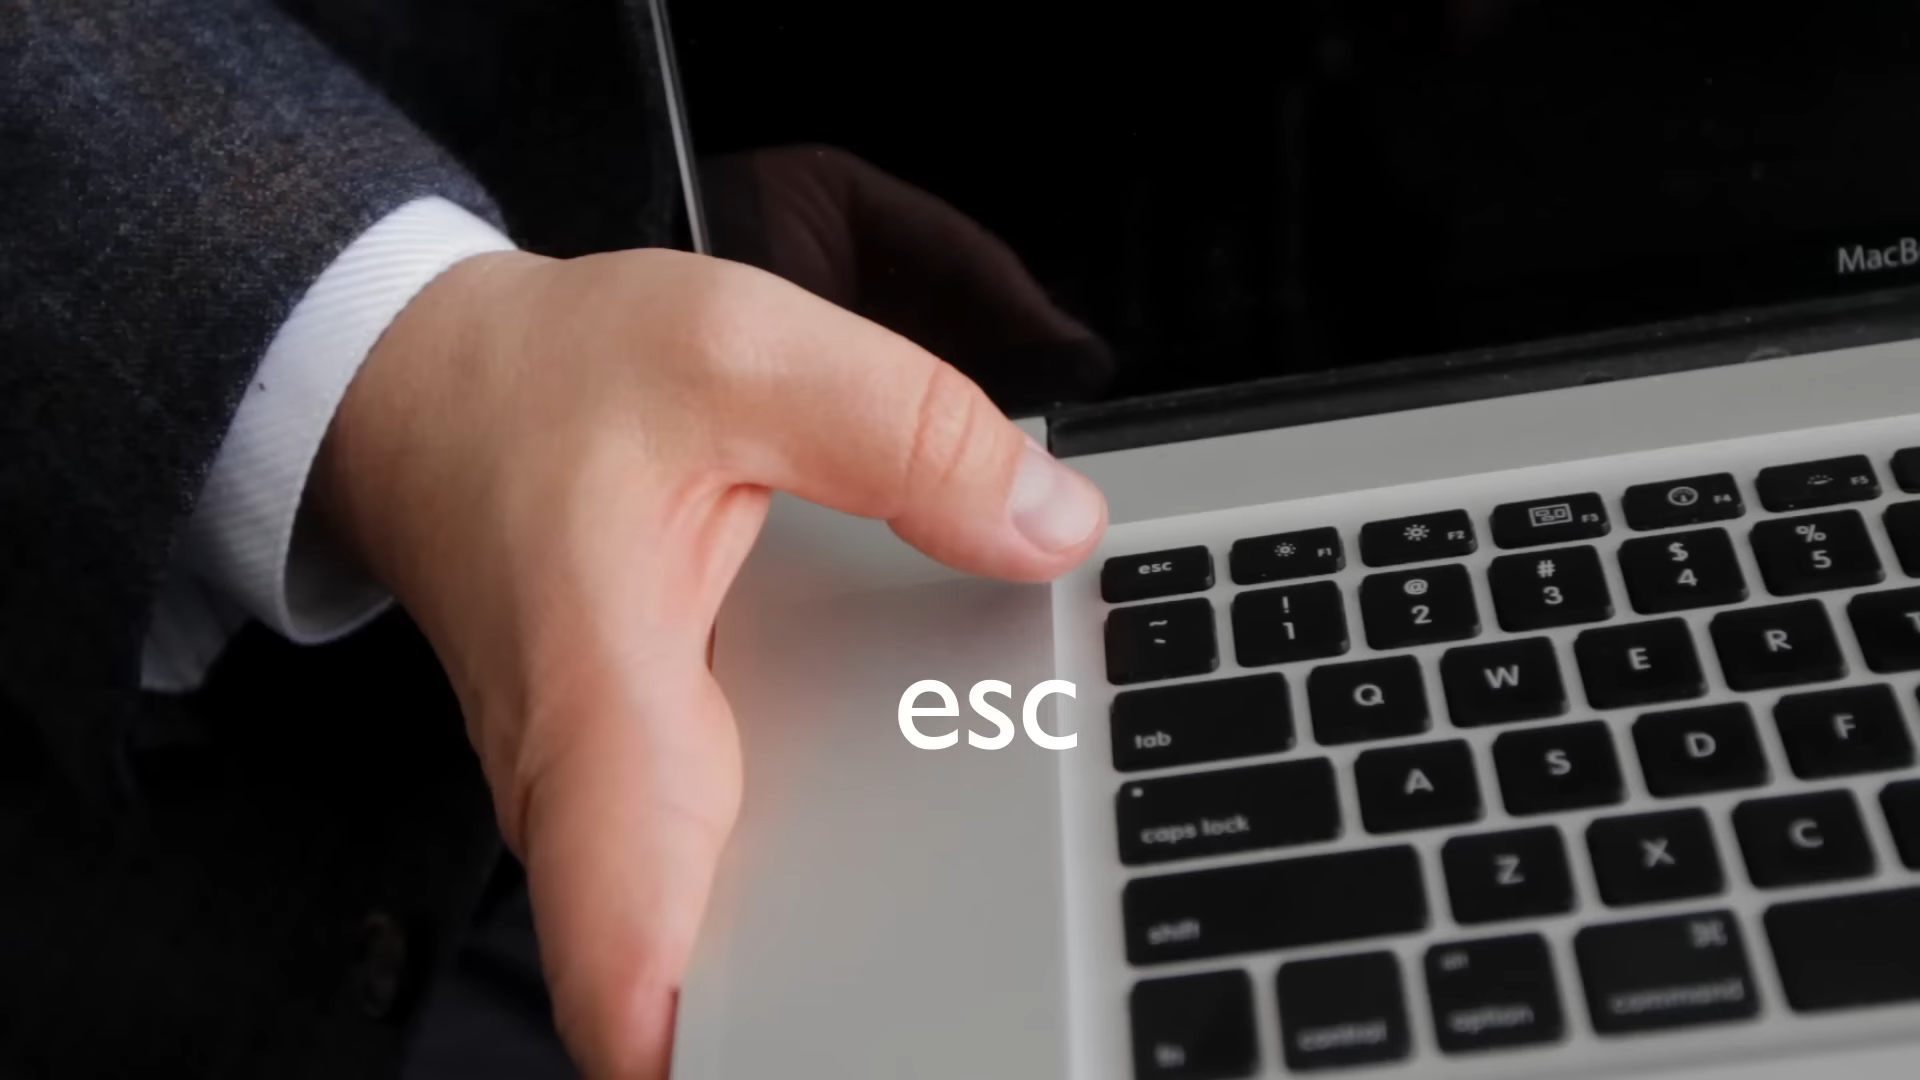 MacB
esc F1 F2 F3 F4 F5
~ ! @ # $ %
` 1 2 3 4 5
tab Q W E R T
esc
caps lock A S D F
shift Z X C
fn control alt option ⌘ command